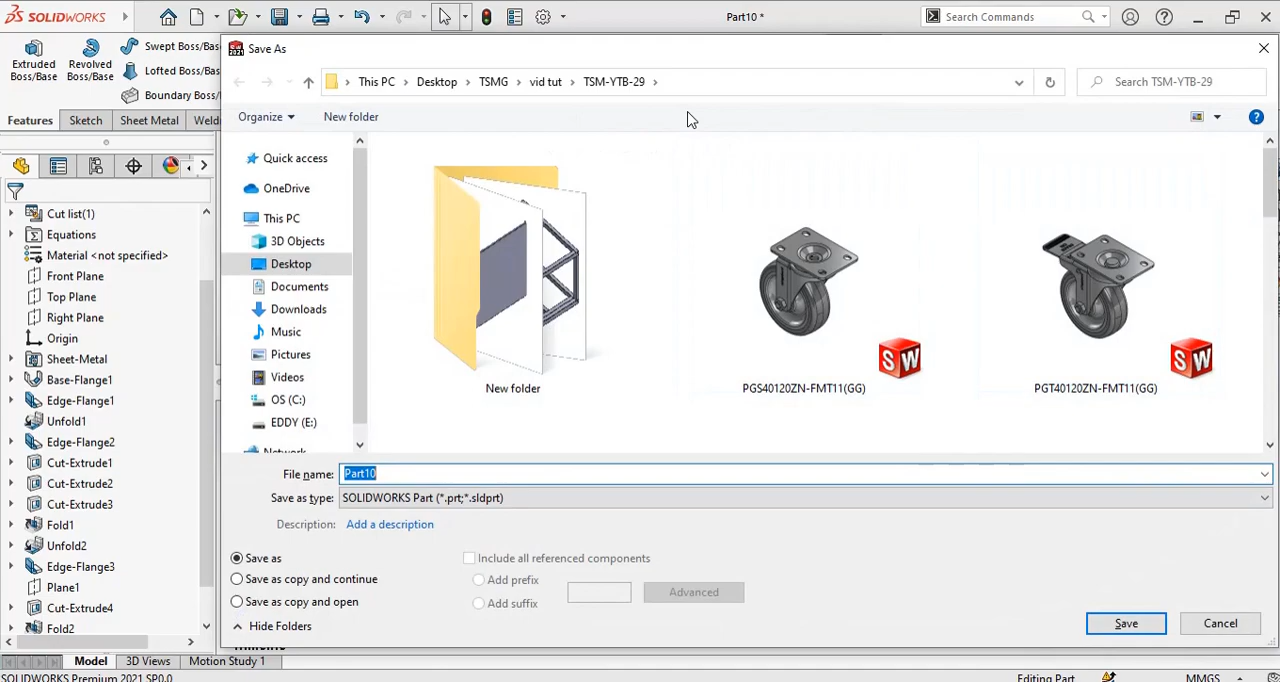 SOLIDWORKS
Part10 *
Search Commands
Extruded
Boss/Base
Revolved
Boss/Base
Swept Boss/Bas
Lofted Boss/Bas
Boundary Boss/
Features
Sketch
Sheet Metal
Weld
Save As
This PC
Desktop
TSMG
vid tut
TSM-YTB-29
Search TSM-YTB-29
Organize
New folder
Quick access
OneDrive
This PC
3D Objects
Desktop
Documents
Downloads
Music
Pictures
Videos
OS (C:)
EDDY (E:)
Network
New folder
PGS40120ZN-FMT11(GG)
PGT40120ZN-FMT11(GG)
File name:
Part10
Save as type:
SOLIDWORKS Part (*.prt;*.sldprt)
Description:
Add a description
Save as
Save as copy and continue
Save as copy and open
Include all referenced components
Add prefix
Add suffix
Advanced
Hide Folders
Save
Cancel
Cut list(1)
Equations
Material <not specified>
Front Plane
Top Plane
Right Plane
Origin
Sheet-Metal
Base-Flange1
Edge-Flange1
Unfold1
Edge-Flange2
Cut-Extrude1
Cut-Extrude2
Cut-Extrude3
Fold1
Unfold2
Edge-Flange3
Plane1
Cut-Extrude4
Fold2
Model
3D Views
Motion Study 1
SOLIDWORKS Premium 2021 SP0.0
Editing Part
MMGS